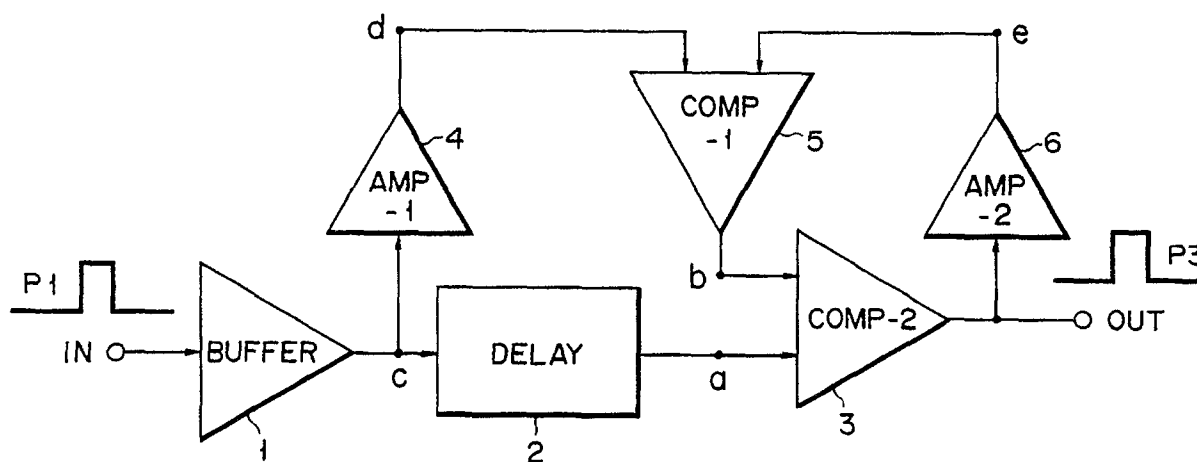 d
e
COMP
-1
5
4
6
AMP
-1
AMP
-2
P1
b
P3
COMP-2
OUT
IN
BUFFER
c
DELAY
a
1
2
3